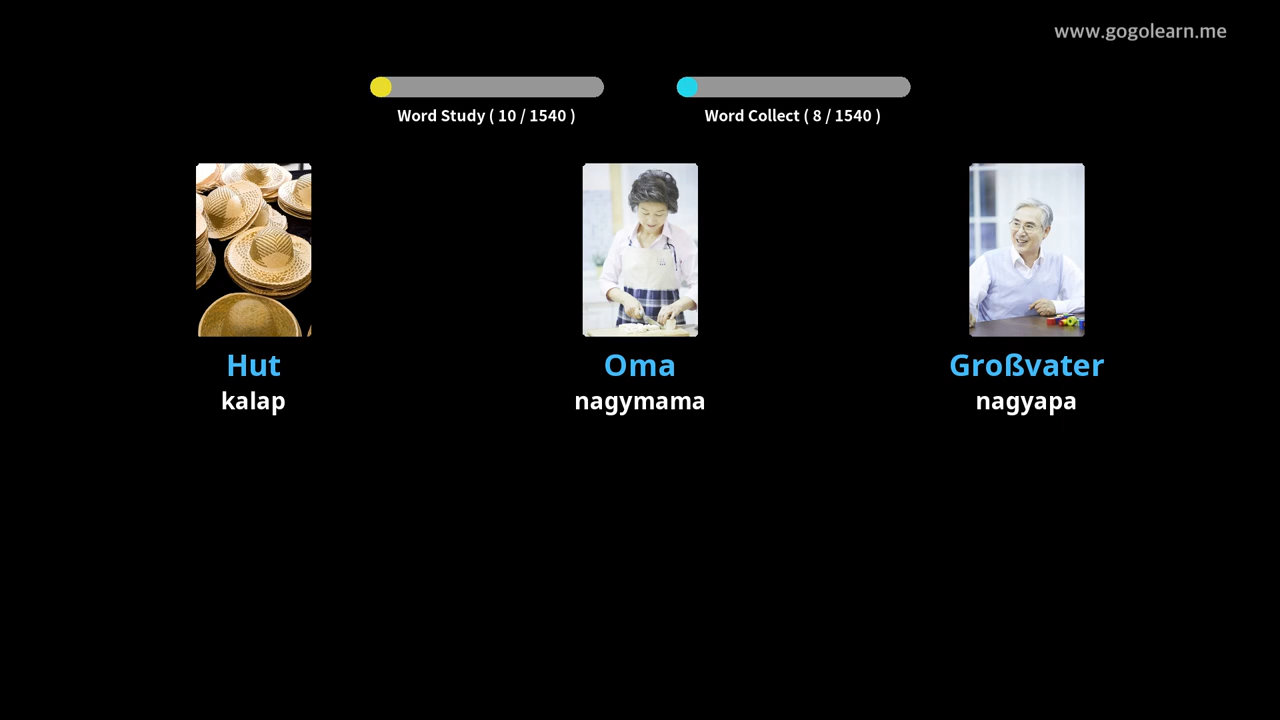 www.gogolearn.me
Word Study ( 10 / 1540 )
Word Collect ( 8 / 1540 )
Hut
kalap
Oma
nagymama
Großvater
nagyapa